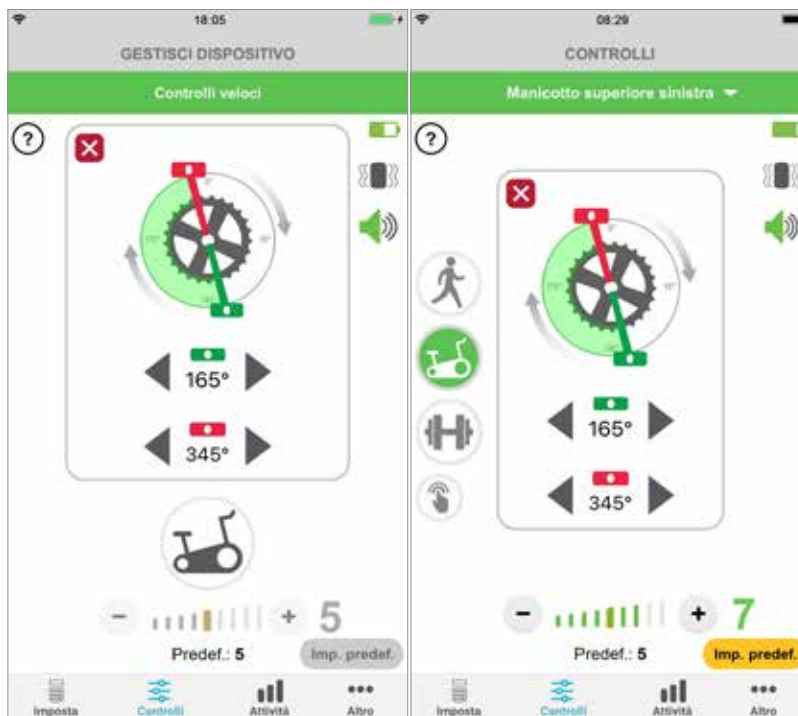 18:05
GESTISCI DISPOSITIVO
Controlli veloci
?
165°
345°
5
Predef.: 5
Imp. predef.
Imposta
Controlli
Attività
Altro
08:29
CONTROLLI
Manicotto superiore sinistra
?
165°
345°
7
Predef.: 5
Imp. predef.
Imposta
Controlli
Attività
Altro